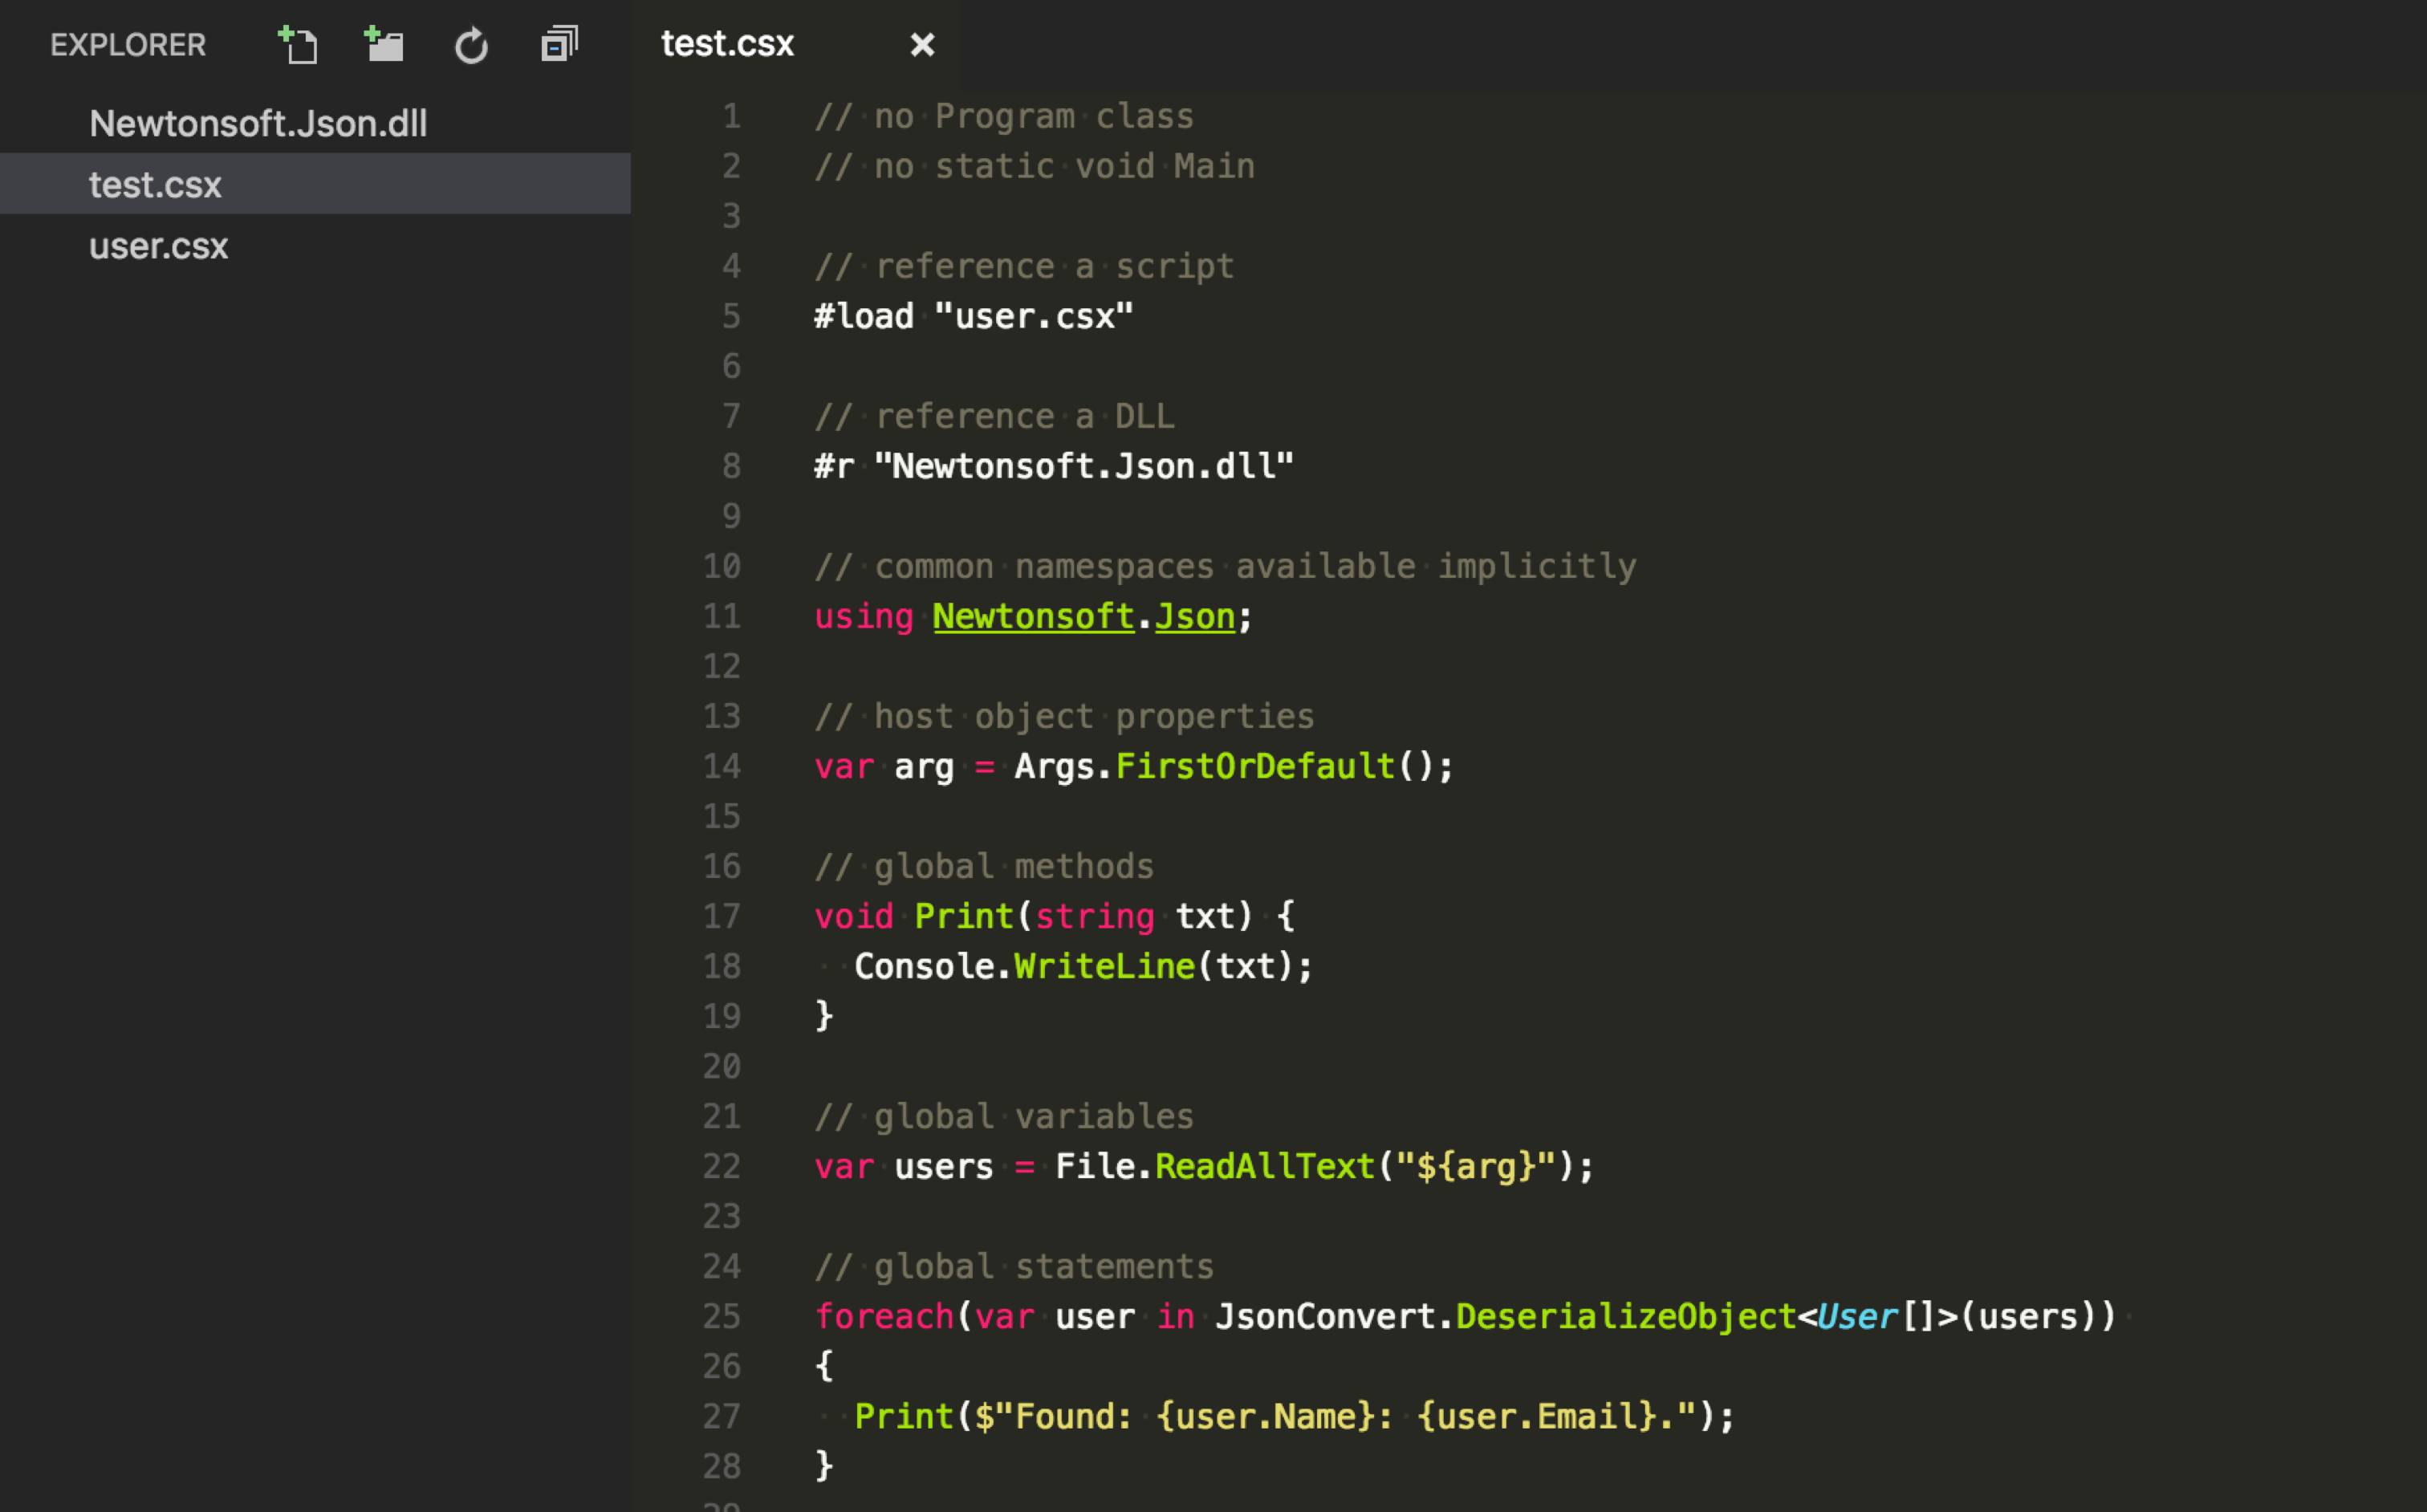 EXPLORER
Newtonsoft.Json.dll
test.csx
user.csx
test.csx
1 // no Program class
2 // no static void Main
3
4 // reference a script
5 #load "user.csx"
6
7 // reference a DLL
8 #r "Newtonsoft.Json.dll"
9
10 // common namespaces available implicitly
11 using Newtonsoft.Json;
12
13 // host object properties
14 var arg = Args.FirstOrDefault();
15
16 // global methods
17 void Print(string txt) {
18   Console.WriteLine(txt);
19 }
20
21 // global variables
22 var users = File.ReadAllText("${arg}");
23
24 // global statements
25 foreach(var user in JsonConvert.DeserializeObject<User[]>(users))
26 {
27   Print($"Found: {user.Name}: {user.Email}.");
28 }
29